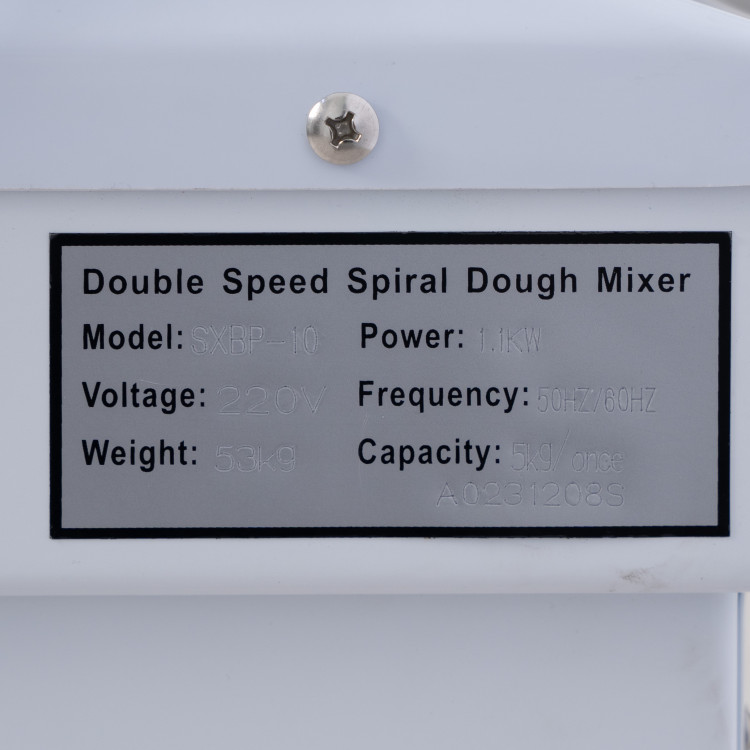 Double Speed Spiral Dough Mixer
Model: SXBP-10 Power: 1.1KW
Voltage: 220V Frequency: 50HZ/60HZ
Weight: 53kg Capacity: 5kg/once
A0231208S